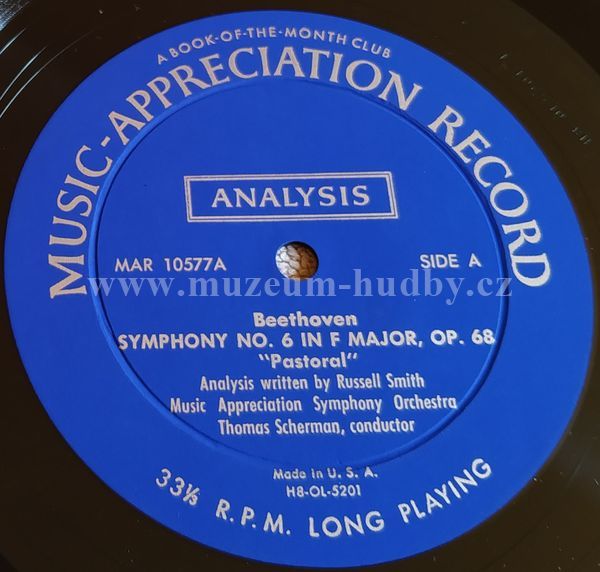 A BOOK-OF-THE-MONTH CLUB
MUSIC-APPRECIATION RECORD
ANALYSIS
MAR 10577A
SIDE A
www.muzeum-hudby.cz
Beethoven
SYMPHONY NO. 6 IN F MAJOR, OP. 68
"Pastoral"
Analysis written by Russell Smith
Music Appreciation Symphony Orchestra
Thomas Scherman, conductor
Made in U. S. A.
H8-OL-5201
33⅓ R.P.M. LONG PLAYING